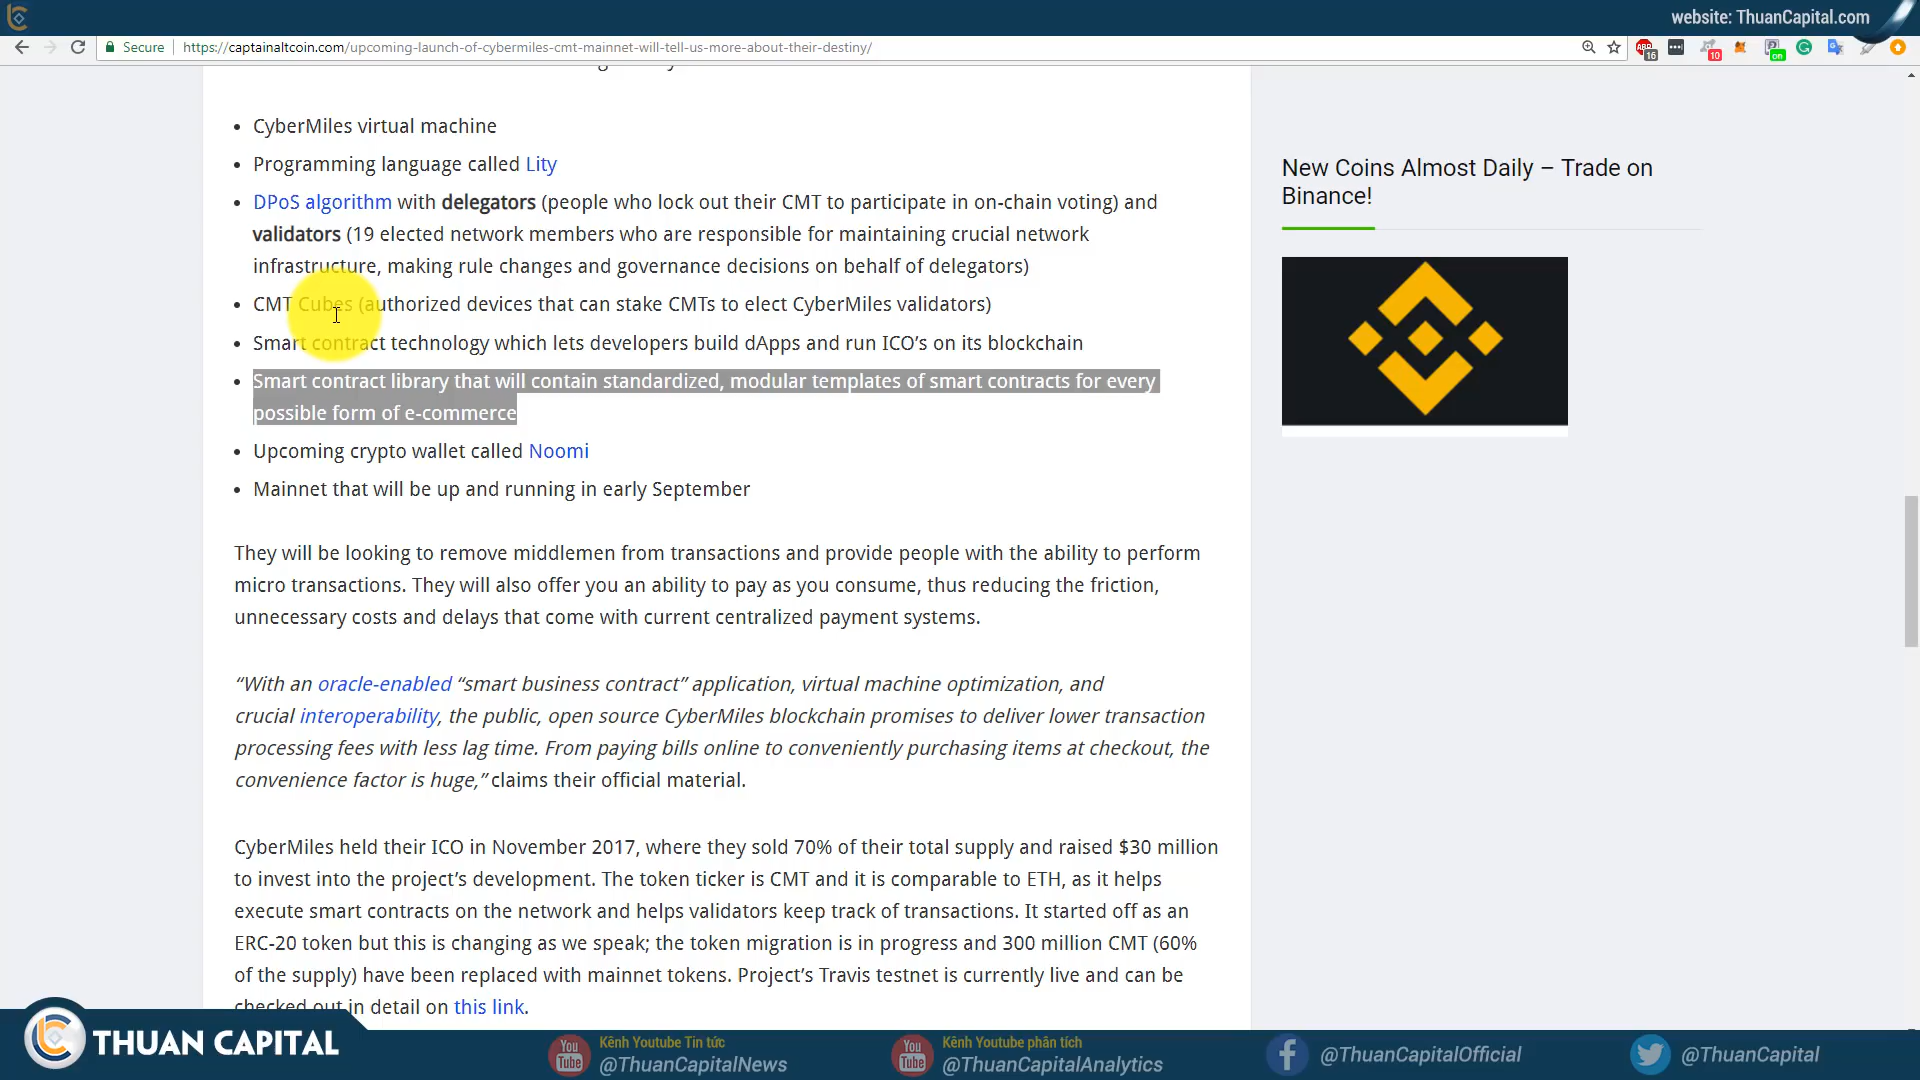 website: ThuanCapital.com
Secure
https://captainaltcoin.com/upcoming-launch-of-cybermiles-cmt-mainnet-will-tell-us-more-about-their-destiny/
ABP
16
10
on
• CyberMiles virtual machine
• Programming language called Lity
• DPoS algorithm with delegators (people who lock out their CMT to participate in on-chain voting) and
validators (19 elected network members who are responsible for maintaining crucial network
infrastructure, making rule changes and governance decisions on behalf of delegators)
• CMT Cubes (authorized devices that can stake CMTs to elect CyberMiles validators)
• Smart contract technology which lets developers build dApps and run ICO’s on its blockchain
• Smart contract library that will contain standardized, modular templates of smart contracts for every
possible form of e-commerce
• Upcoming crypto wallet called Noomi
• Mainnet that will be up and running in early September
They will be looking to remove middlemen from transactions and provide people with the ability to perform
micro transactions. They will also offer you an ability to pay as you consume, thus reducing the friction,
unnecessary costs and delays that come with current centralized payment systems.
“With an oracle-enabled “smart business contract” application, virtual machine optimization, and
crucial interoperability, the public, open source CyberMiles blockchain promises to deliver lower transaction
processing fees with less lag time. From paying bills online to conveniently purchasing items at checkout, the
convenience factor is huge,” claims their official material.
CyberMiles held their ICO in November 2017, where they sold 70% of their total supply and raised $30 million
to invest into the project’s development. The token ticker is CMT and it is comparable to ETH, as it helps
execute smart contracts on the network and helps validators keep track of transactions. It started off as an
ERC-20 token but this is changing as we speak; the token migration is in progress and 300 million CMT (60%
of the supply) have been replaced with mainnet tokens. Project’s Travis testnet is currently live and can be
checked out in detail on this link.
New Coins Almost Daily – Trade on
Binance!
THUAN CAPITAL
You
Tube
Kênh Youtube Tin tức
@ThuanCapitalNews
You
Tube
Kênh Youtube phân tích
@ThuanCapitalAnalytics
@ThuanCapitalOfficial
@ThuanCapital